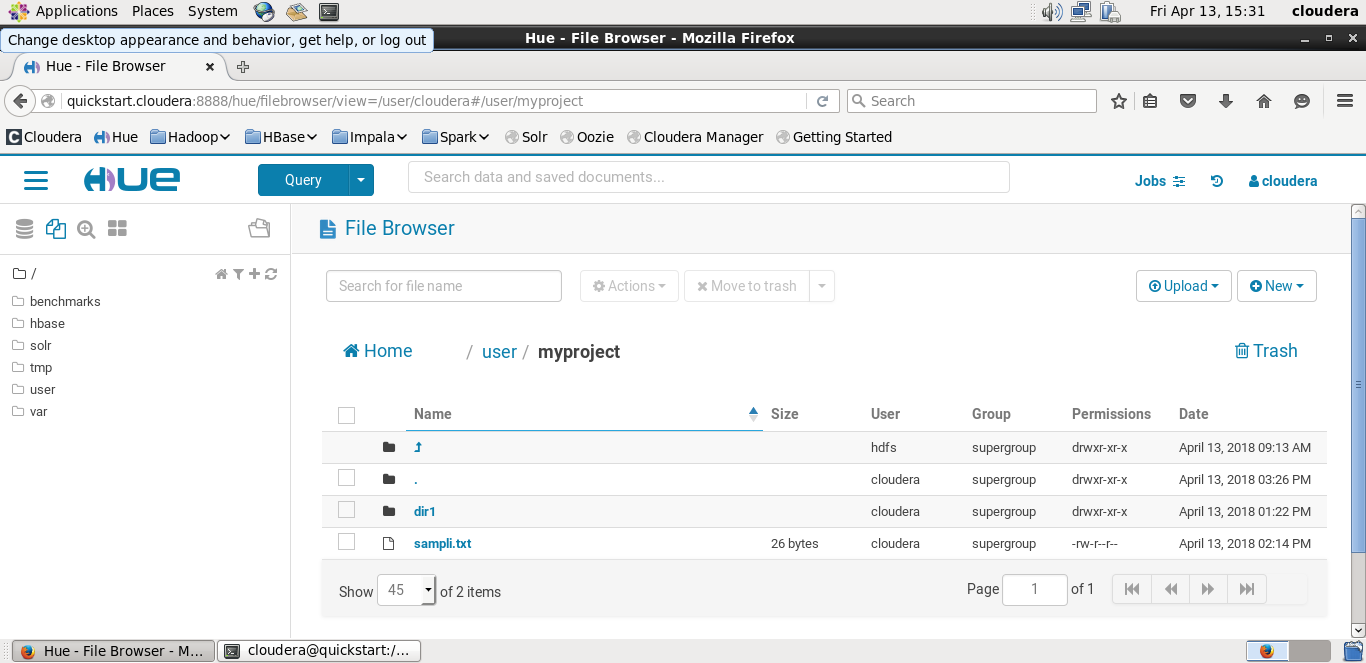 Applications Places System Fri Apr 13, 15:31 cloudera
Change desktop appearance and behavior, get help, or log out
Hue - File Browser - Mozilla Firefox
Hue - File Browser
quickstart.cloudera:8888/hue/filebrowser/view=/user/cloudera#/user/myproject Search
Cloudera Hue Hadoop HBase Impala Spark Solr Oozie Cloudera Manager Getting Started
HUE Query Search data and saved documents... Jobs cloudera
File Browser
/
benchmarks
hbase
solr
tmp
user
var
Search for file name Actions Move to trash Upload New
Home / user / myproject Trash
Name Size User Group Permissions Date
hdfs supergroup drwxr-xr-x April 13, 2018 09:13 AM
. cloudera supergroup drwxr-xr-x April 13, 2018 03:26 PM
dir1 cloudera supergroup drwxr-xr-x April 13, 2018 01:22 PM
sampli.txt 26 bytes cloudera supergroup -rw-r--r-- April 13, 2018 02:14 PM
Show 45 of 2 items Page 1 of 1
Hue - File Browser - M... cloudera@quickstart:/...